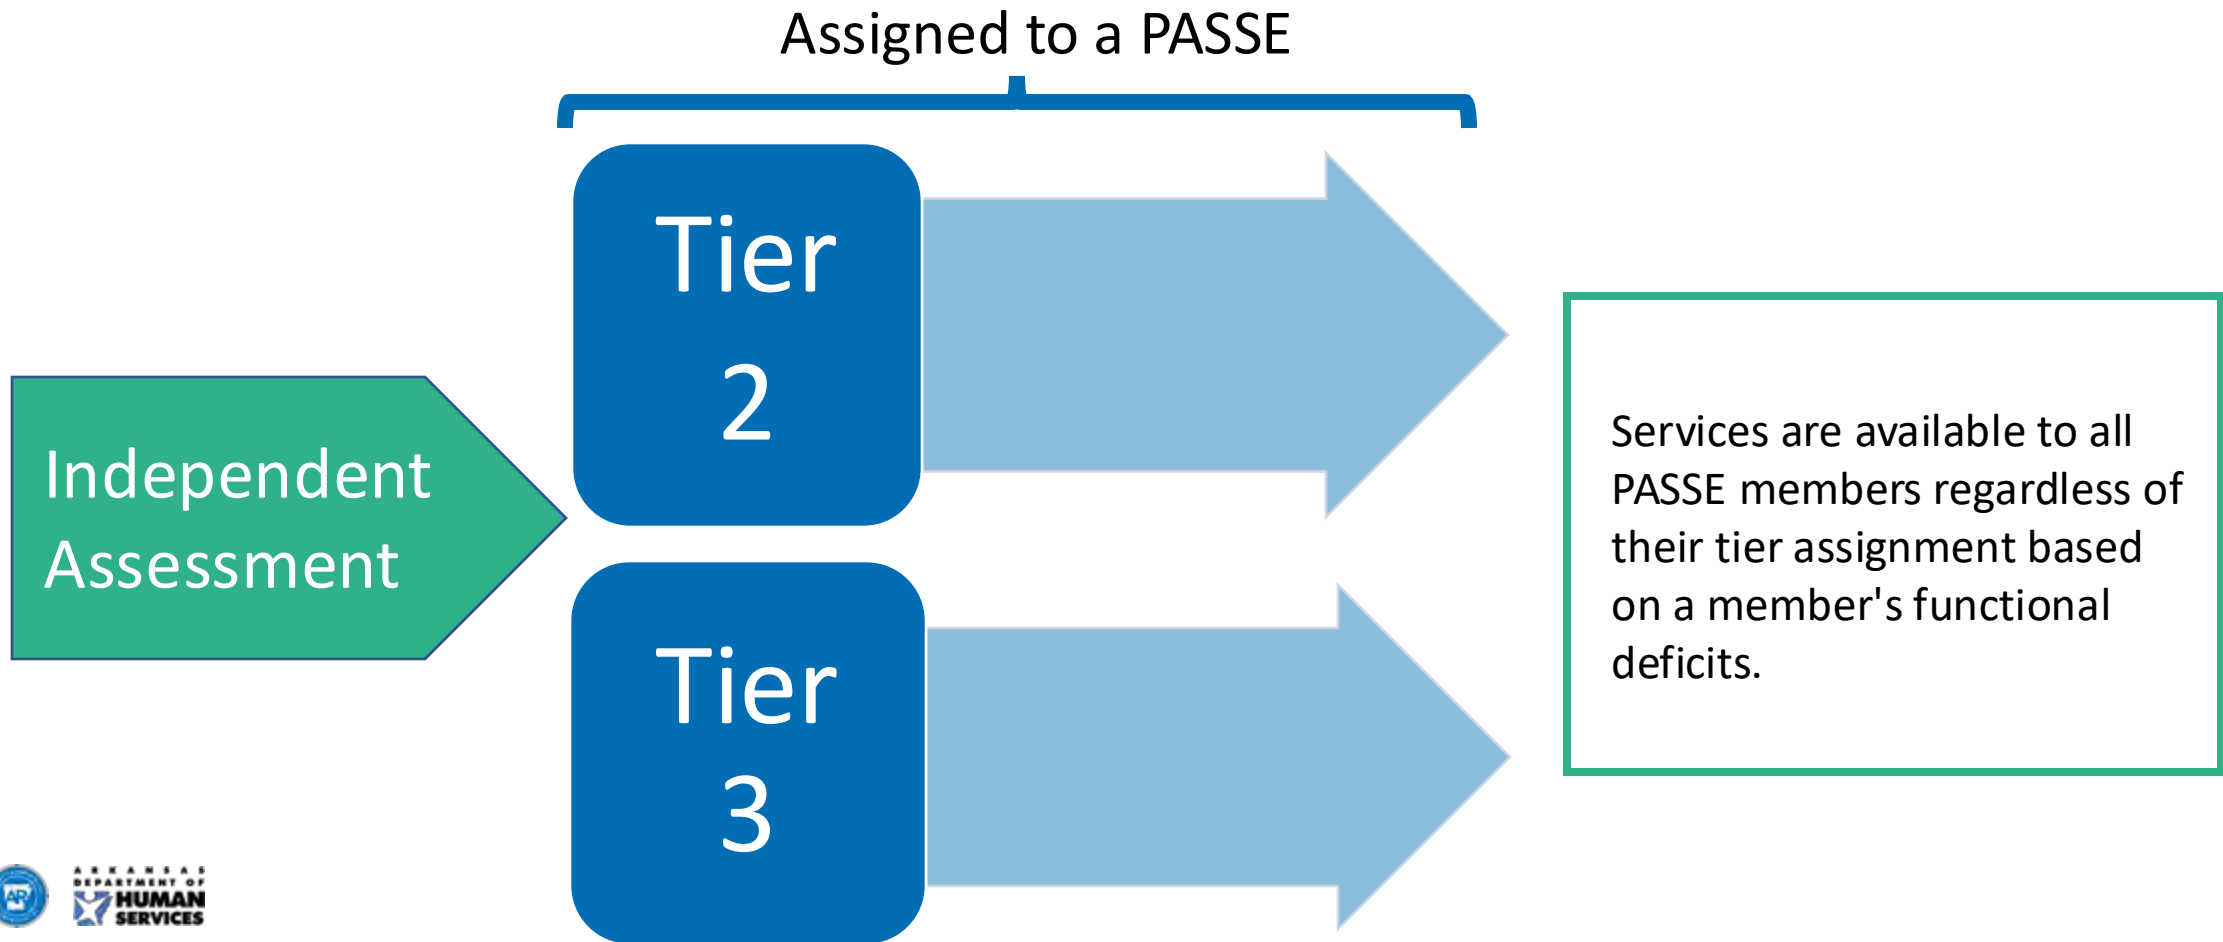 Assigned to a PASSE
Tier
2
Independent
Assessment
Services are available to all
PASSE members regardless of
their tier assignment based
on a member's functional
deficits.
Tier
3
AR
ARKANSAS
DEPARTMENT OF
HUMAN
SERVICES